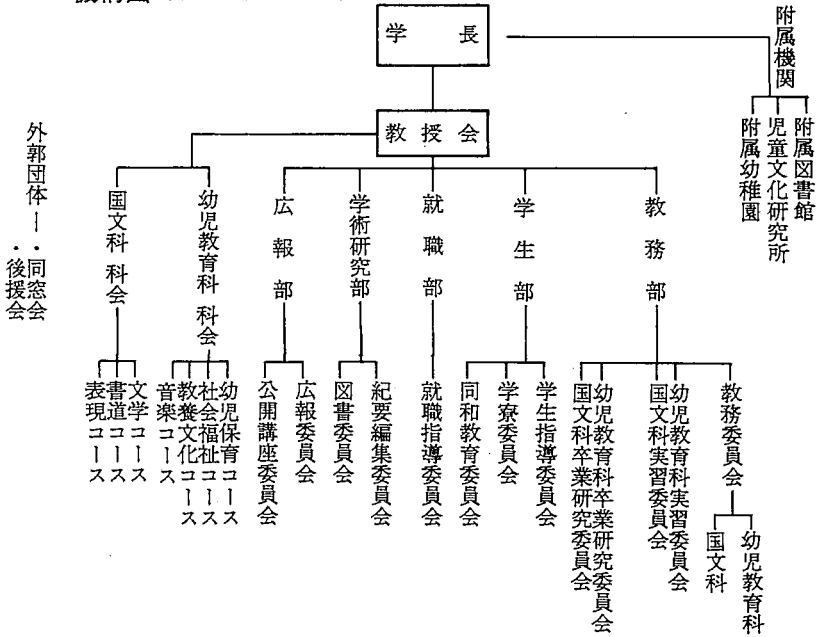 学　長
教授会
附属機関
附属図書館
児童文化研究所
附属幼稚園
教務部
学生部
就職部
学術研究部
広報部
幼児教育科 科会
国文科 科会
外郭団体ー・同窓会
・後援会
教務委員会
幼児教育科
国文科
幼児教育科実習委員会
国文科実習委員会
幼児教育科卒業研究委員会
国文科卒業研究委員会
学生指導委員会
学寮委員会
同和教育委員会
就職指導委員会
紀要編集委員会
図書委員会
広報委員会
公開講座委員会
幼児保育コース
社会福祉コース
教養文化コース
音楽コース
文学コース
書道コース
表現コース